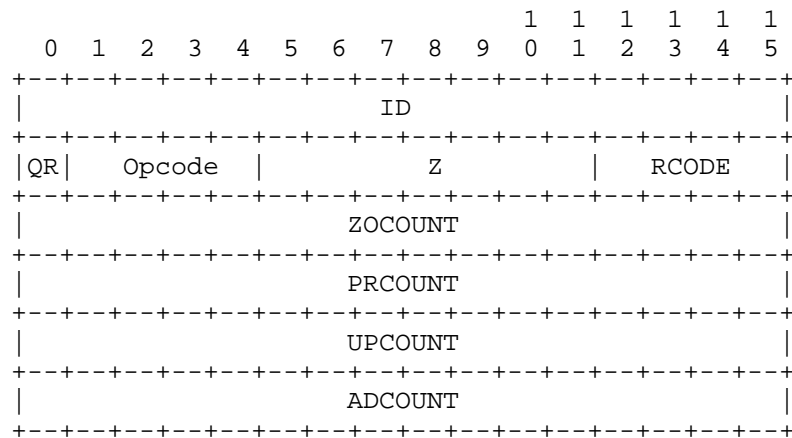 1  1  1  1  1  1
   0  1  2  3  4  5  6  7  8  9  0  1  2  3  4  5
+--+--+--+--+--+--+--+--+--+--+--+--+--+--+--+--+
|                      ID                       |
+--+--+--+--+--+--+--+--+--+--+--+--+--+--+--+--+
|QR|   Opcode  |          Z         |   RCODE   |
+--+--+--+--+--+--+--+--+--+--+--+--+--+--+--+--+
|                    ZOCOUNT                    |
+--+--+--+--+--+--+--+--+--+--+--+--+--+--+--+--+
|                    PRCOUNT                    |
+--+--+--+--+--+--+--+--+--+--+--+--+--+--+--+--+
|                    UPCOUNT                    |
+--+--+--+--+--+--+--+--+--+--+--+--+--+--+--+--+
|                    ADCOUNT                    |
+--+--+--+--+--+--+--+--+--+--+--+--+--+--+--+--+